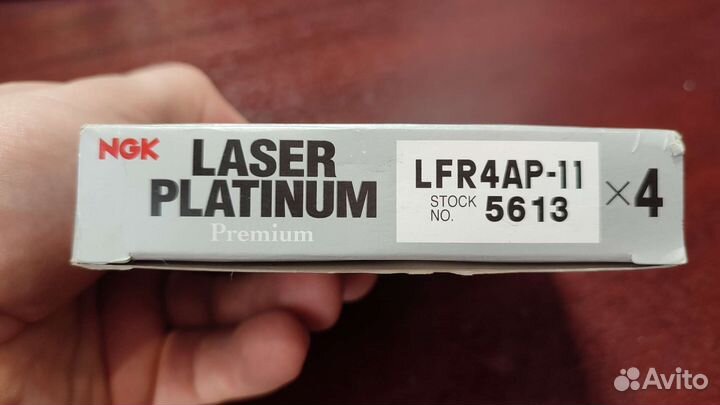 NGK
LASER
PLATINUM
Premium
LFR4AP-11
STOCK NO. 5613
×4
Avito